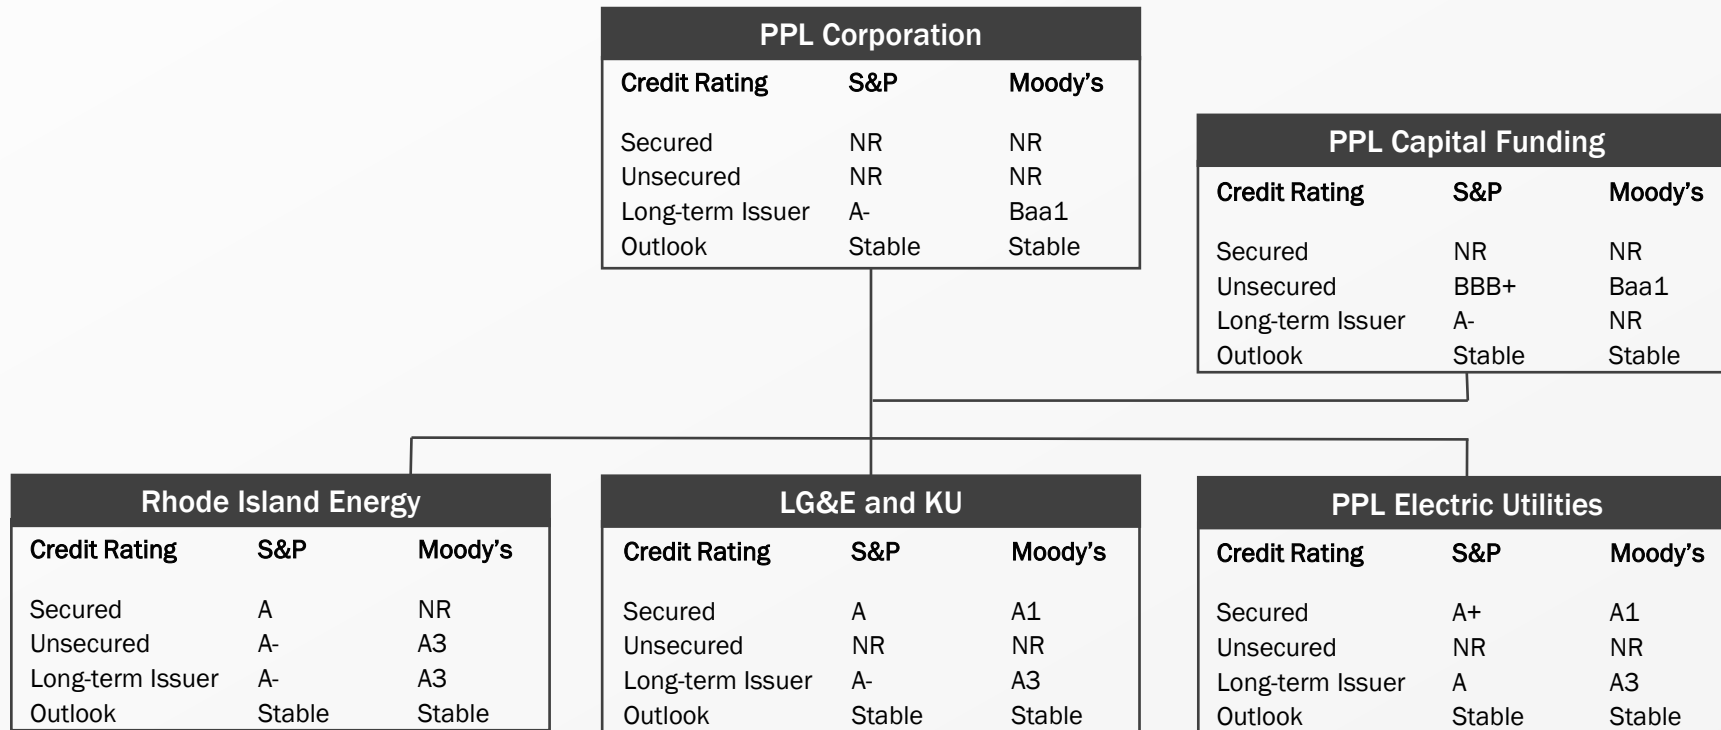 PPL Corporation
Credit Rating S&P Moody's
Secured NR NR
Unsecured NR NR
Long-term Issuer A- Baa1
Outlook Stable Stable
PPL Capital Funding
Credit Rating S&P Moody's
Secured NR NR
Unsecured BBB+ Baa1
Long-term Issuer A- NR
Outlook Stable Stable
Rhode Island Energy
Credit Rating S&P Moody's
Secured A NR
Unsecured A- A3
Long-term Issuer A- A3
Outlook Stable Stable
LG&E and KU
Credit Rating S&P Moody's
Secured A A1
Unsecured NR NR
Long-term Issuer A- A3
Outlook Stable Stable
PPL Electric Utilities
Credit Rating S&P Moody's
Secured A+ A1
Unsecured NR NR
Long-term Issuer A A3
Outlook Stable Stable